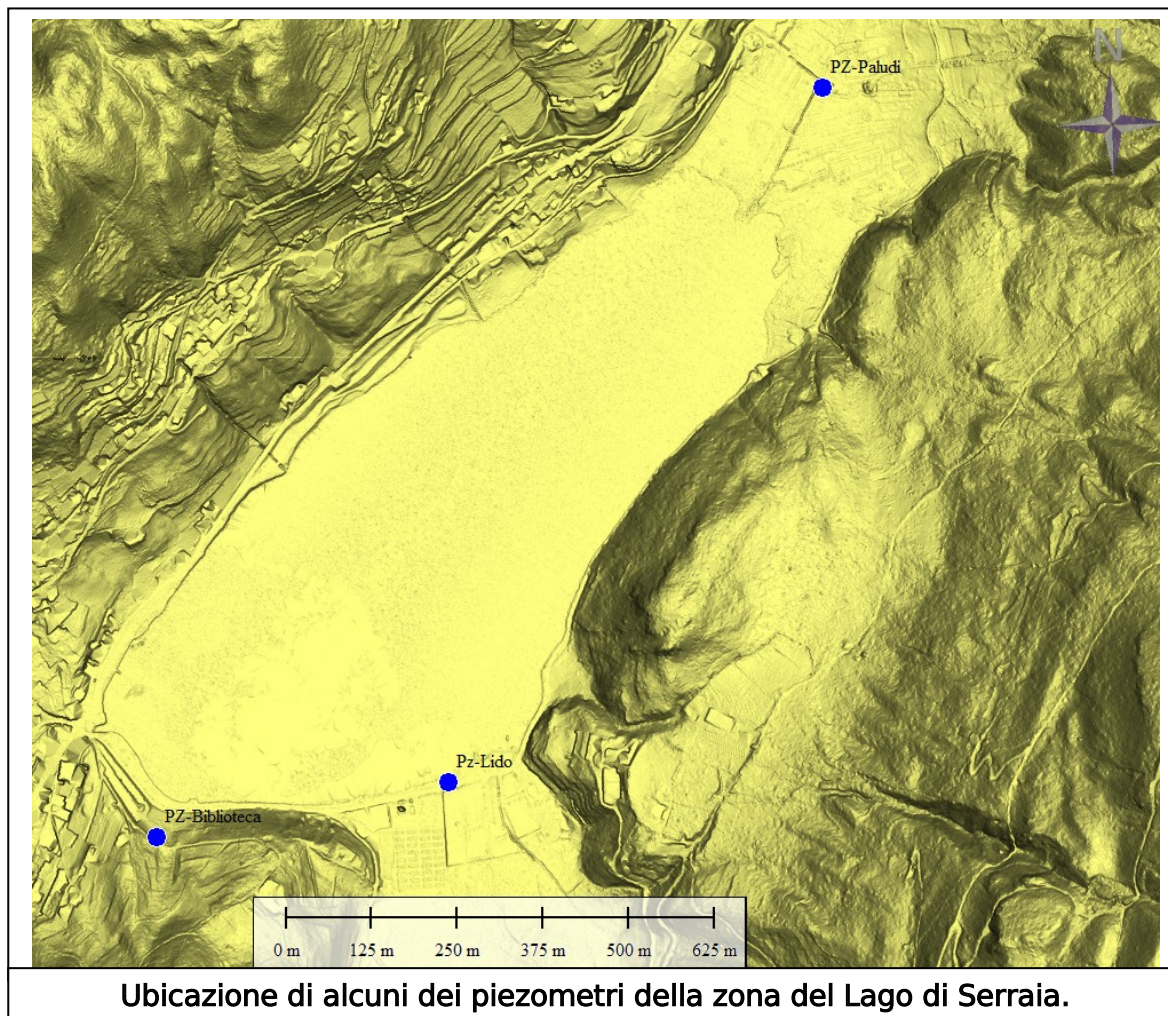 N
PZ-Paludi
Pz-Lido
PZ-Biblioteca
0 m 125 m 250 m 375 m 500 m 625 m
Ubicazione di alcuni dei piezometri della zona del Lago di Serraia.